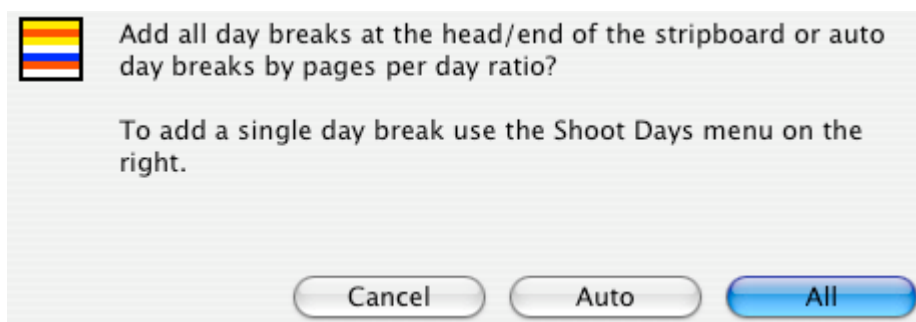 Add all day breaks at the head/end of the stripboard or auto
day breaks by pages per day ratio?
To add a single day break use the Shoot Days menu on the
right.
Cancel
Auto
All